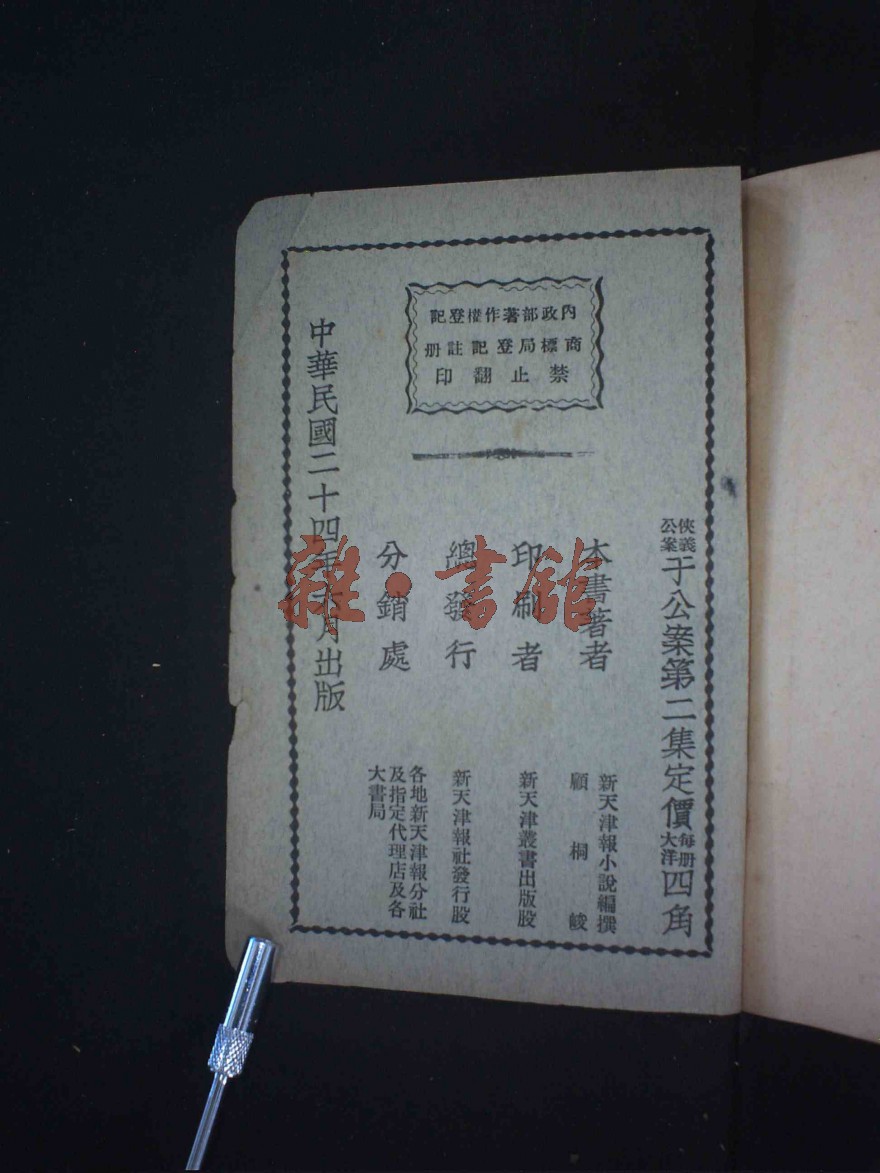 內政部著作權登記
商標局登記註册
禁止翻印
俠義公案于公案第二集定價每册大洋四角
本書著者
新天津報小說編撰
顧桐峻
印刷者
新天津叢書出版股
總發行
新天津報社發行股
分銷處
各地新天津報分社
及指定代理店及各
大書局
中華民國二十四年六月出版
雜·書館